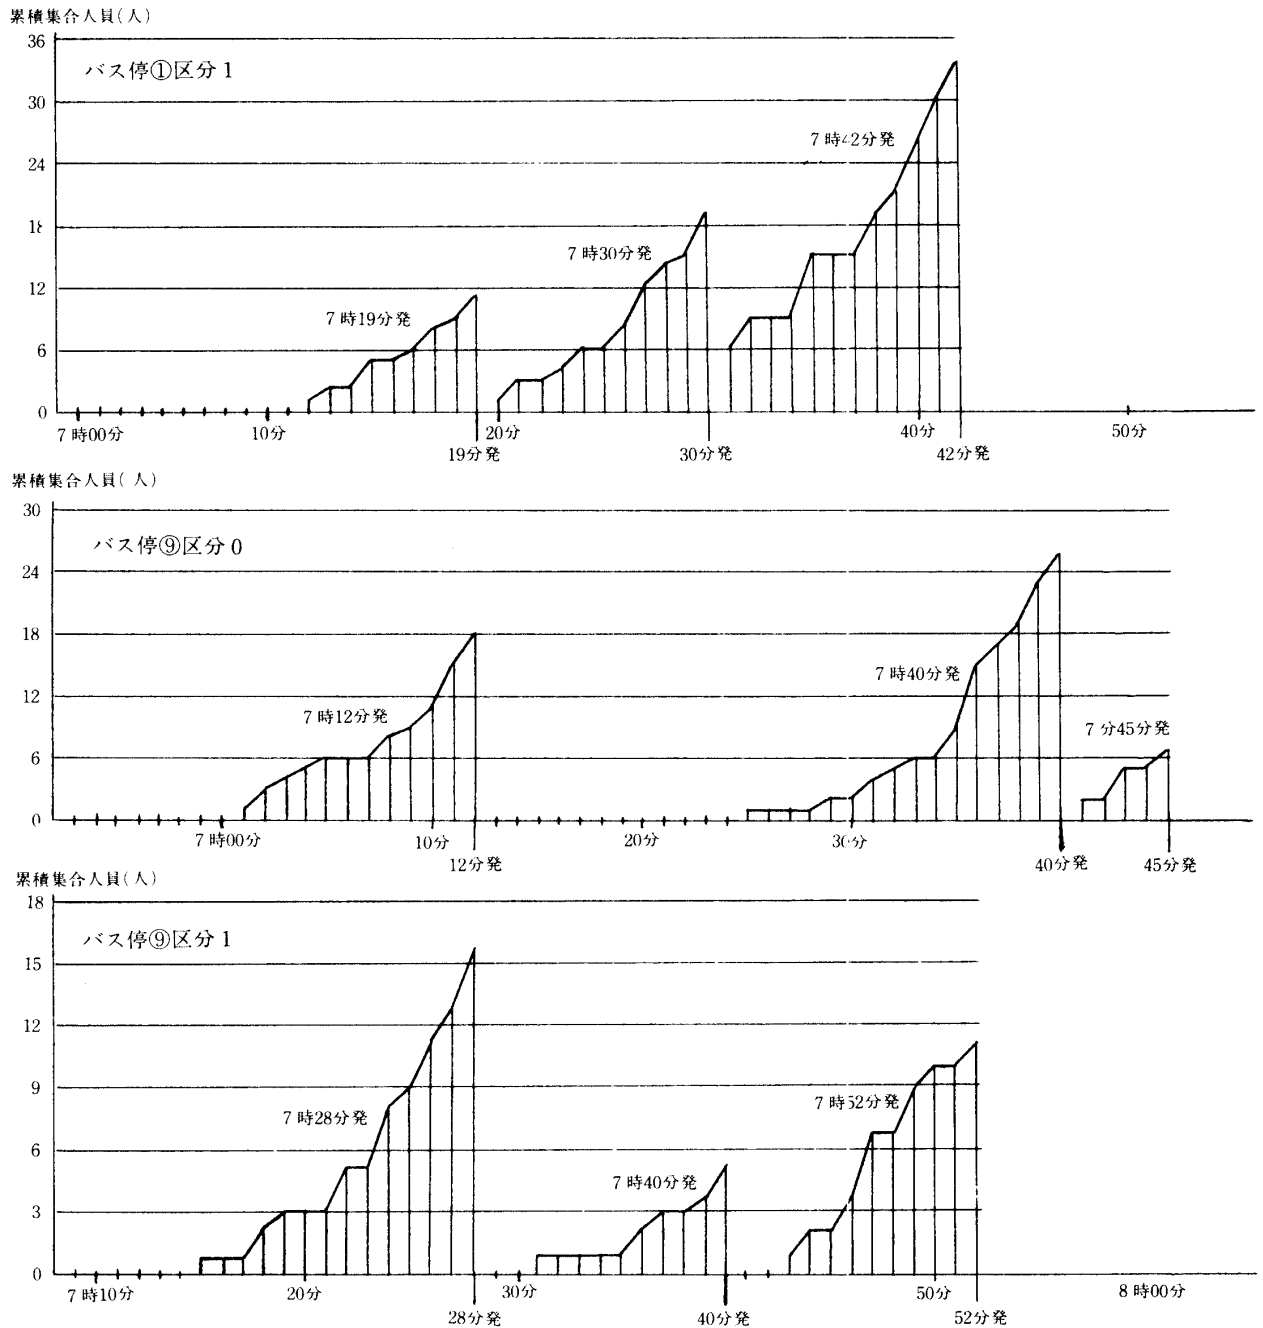 累積集合人員(人)
36
バス停①区分1
30
7時42分発
24
18
7時30分発
12
7時19分発
6
0
7時00分 10分 20分 40分 50分
19分発 30分発 42分発
累積集合人員(人)
30
バス停⑨区分0
24
18
7時40分発
12
7時12分発 7分45分発
6
0
7時00分 10分 20分 30分
12分発 40分発 45分発
累積集合人員(人)
18
バス停⑨区分1
15
12
9
7時28分発 7時52分発
6
7時40分発
3
0
7時10分 20分 30分 50分 8時00分
28分発 40分発 52分発